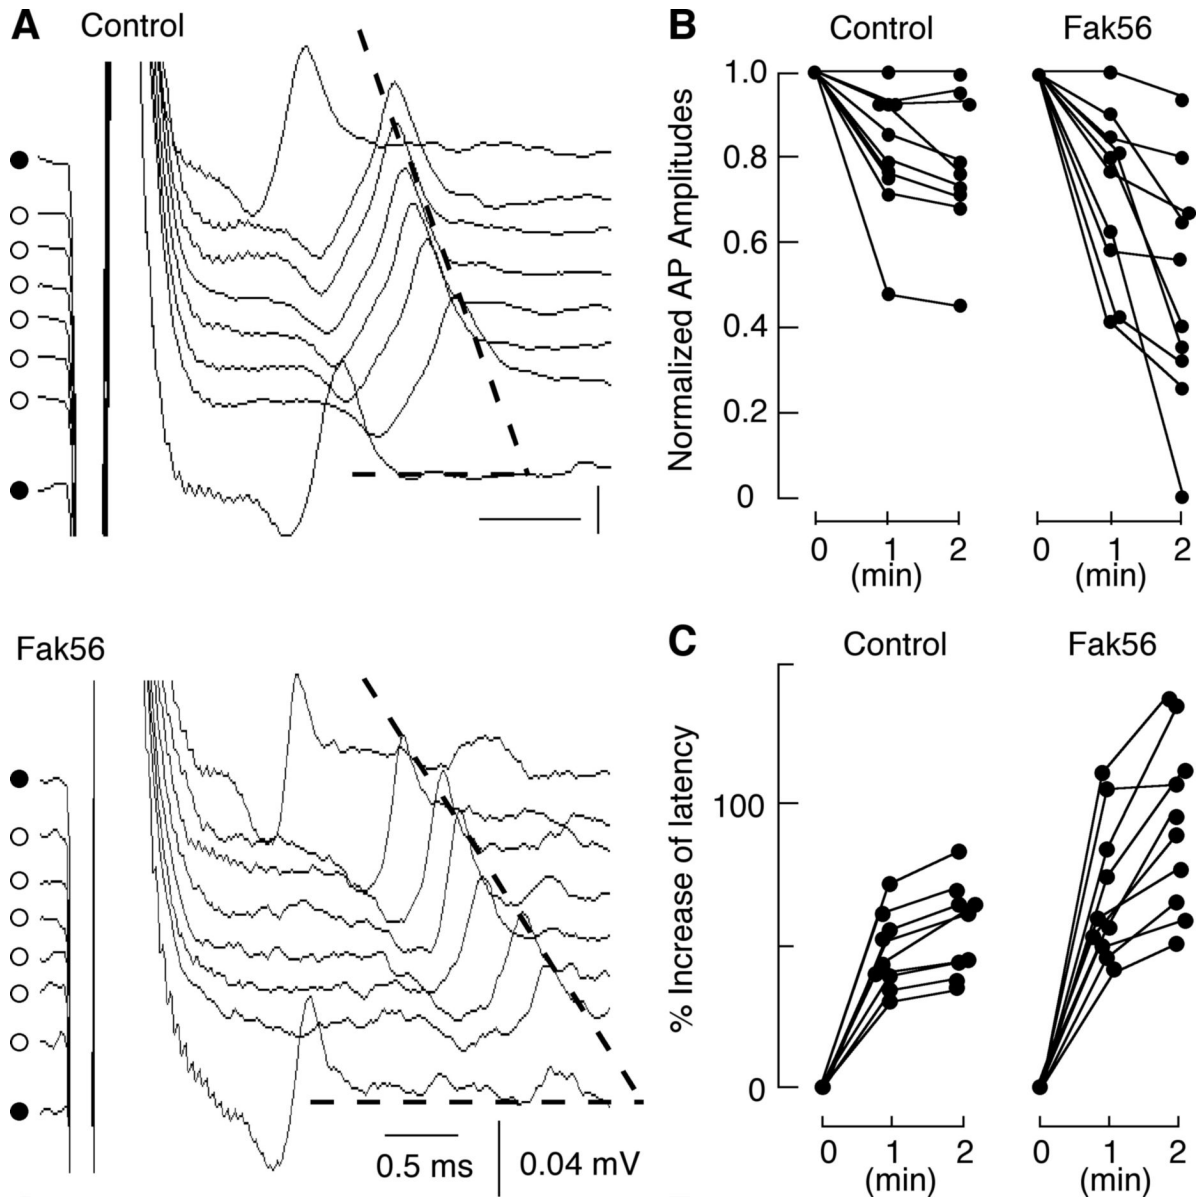 A
Control
Fak56
0.5 ms
0.04 mV
B
Control
Fak56
Normalized AP Amplitudes
1.0
0.8
0.6
0.4
0.2
0
0 1 2
(min)
0 1 2
(min)
C
Control
Fak56
% Increase of latency
100
0
0 1 2
(min)
0 1 2
(min)